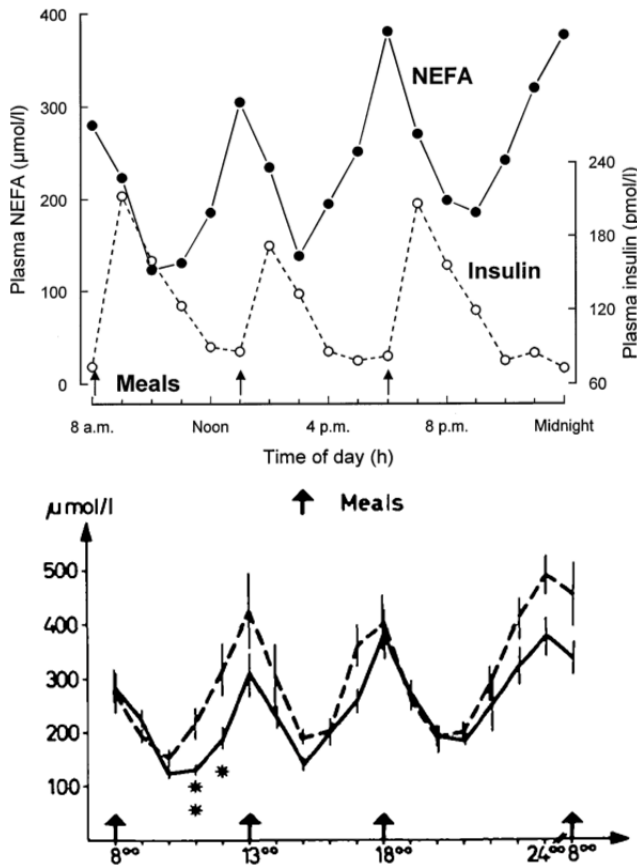 400
NEFA
300
240
200
180
Insulin
100
120
Meals
0
60
8 a.m.
Noon
4 p.m.
8 p.m.
Midnight
Time of day (h)
Plasma NEFA (µmol/l)
Plasma insulin (pmol/l)
µmol/l
Meals
500
400
300
200
100
* *
*
8⁰⁰
13⁰⁰
18⁰⁰
24⁰⁰ 8⁰⁰